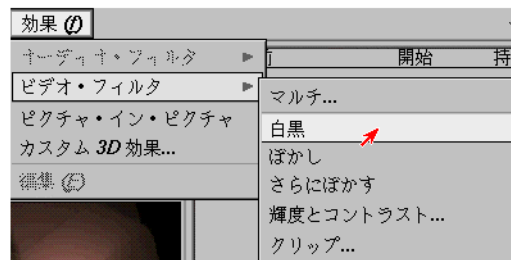 効果(f)
オーディオ・フィルタ
開始 持
ビデオ・フィルタ
マルチ...
ピクチャ・イン・ピクチャ
白黒
カスタム 3D 効果...
ぼかし
編集(E)
さらにぼかす
輝度とコントラスト...
クリップ...